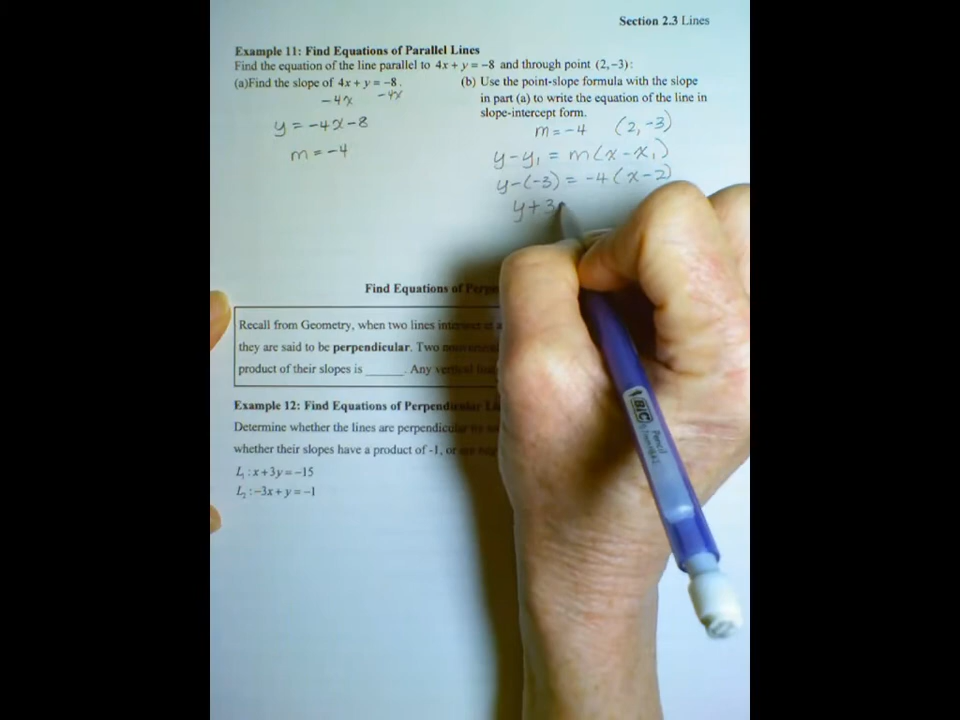 Section 2.3 Lines
Example 11: Find Equations of Parallel Lines
Find the equation of the line parallel to 4x + y = -8 and through point (2,-3):
(a)Find the slope of 4x + y = -8.
-4x -4x
y = -4x -8
m = -4
(b) Use the point-slope formula with the slope
in part (a) to write the equation of the line in
slope-intercept form.
m = -4 (2, -3)
y - y₁ = m(x - x₁)
y - (-3) = -4(x - 2)
y + 3
Find Equations of
Recall from Geometry, when two lines intersect
they are said to be perpendicular. Two
product of their slopes is ______. Any vertical
Example 12: Find Equations of Perpendicular
Determine whether the lines are perpendicular
whether their slopes have a product of -1, or
L₁ : x + 3y = -15
L₂ : -3x + y = -1
BIC
Pencil